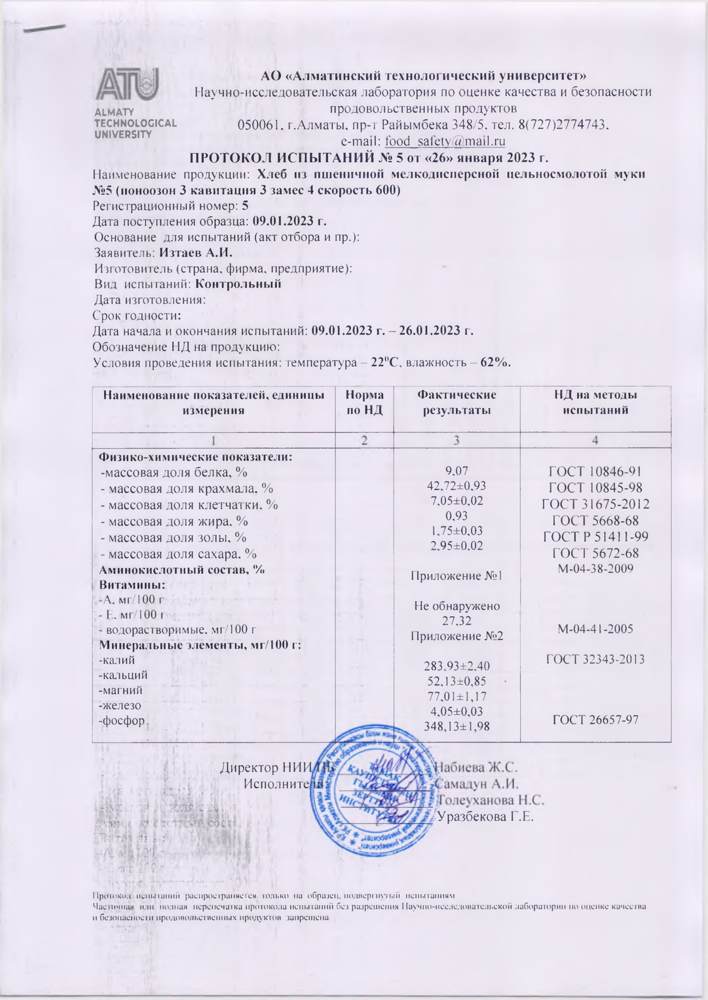 ATU
ALMATY
TECHNOLOGICAL
UNIVERSITY
АО «Алматинский технологический университет»
Научно-исследовательская лаборатория по оценке качества и безопасности
продовольственных продуктов
050061. г.Алматы, пр-т Райымбека 348/5. тел. 8(727)2774743.
e-mail: food_safety@mail.ru
ПРОТОКОЛ ИСПЫТАНИЙ № 5 от «26» января 2023 г.
Наименование продукции: Хлеб из пшеничной мелкодисперсной цельносмолотой муки
№5 (ионоозон 3 кавитация 3 замес 4 скорость 600)
Регистрационный номер: 5
Дата поступления образца: 09.01.2023 г.
Основание для испытаний (акт отбора и пр.):
Заявитель: Изтаев А.И.
Изготовитель (страна, фирма, предприятие):
Вид испытаний: Контрольный
Дата изготовления:
Срок годности:
Дата начала и окончания испытаний: 09.01.2023 г. – 26.01.2023 г.
Обозначение НД на продукцию:
Условия проведения испытания: температура – 22⁰С, влажность – 62%.
Наименование показателей, единицы измерения | Норма по НД | Фактические результаты | НД на методы испытаний
1 2 3 4
Физико-химические показатели:
-массовая доля белка, % 9,07 ГОСТ 10846-91
- массовая доля крахмала, % 42,72±0,93 ГОСТ 10845-98
- массовая доля клетчатки, % 7,05±0,02 ГОСТ 31675-2012
- массовая доля жира, % 0,93 ГОСТ 5668-68
- массовая доля золы, % 1,75±0,03 ГОСТ Р 51411-99
- массовая доля сахара, % 2,95±0,02 ГОСТ 5672-68
Аминокислотный состав, % Приложение №1 М-04-38-2009
Витамины:
-А, мг/100 г Не обнаружено
- Е, мг/100 г 27,32
- водорастворимые, мг/100 г Приложение №2 М-04-41-2005
Минеральные элементы, мг/100 г:
-калий 283,93±2,40 ГОСТ 32343-2013
-кальций 52,13±0,85
-магний 77,01±1,17
-железо 4,05±0,03
-фосфор 348,13±1,98 ГОСТ 26657-97
Директор НИИ Набиева Ж.С.
Исполнители Самадун А.И.
Толеуханова Н.С.
Уразбекова Г.Е.
Протокол испытаний распространяется только на образец, подвергнутый испытаниям
Частичная или полная перепечатка протокола испытаний без разрешения Научно-исследовательской лаборатории по оценке качества
и безопасности продовольственных продуктов запрещена.